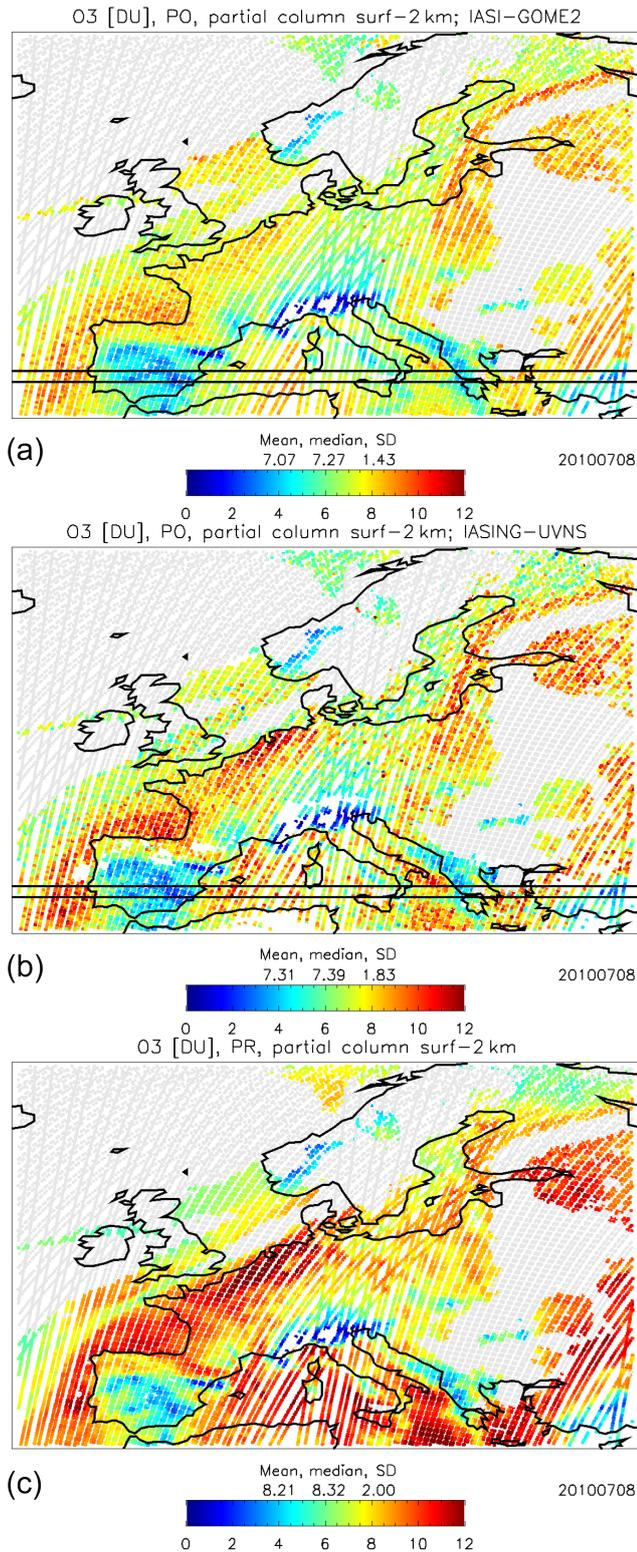 O3 [DU], PO, partial column surf-2 km; IASI-GOME2
(a)
Mean, median, SD
7.07 7.27 1.43
20100708
0 2 4 6 8 10 12
O3 [DU], PO, partial column surf-2 km; IASING-UVNS
(b)
Mean, median, SD
7.31 7.39 1.83
20100708
0 2 4 6 8 10 12
O3 [DU], PR, partial column surf-2 km
(c)
Mean, median, SD
8.21 8.32 2.00
20100708
0 2 4 6 8 10 12